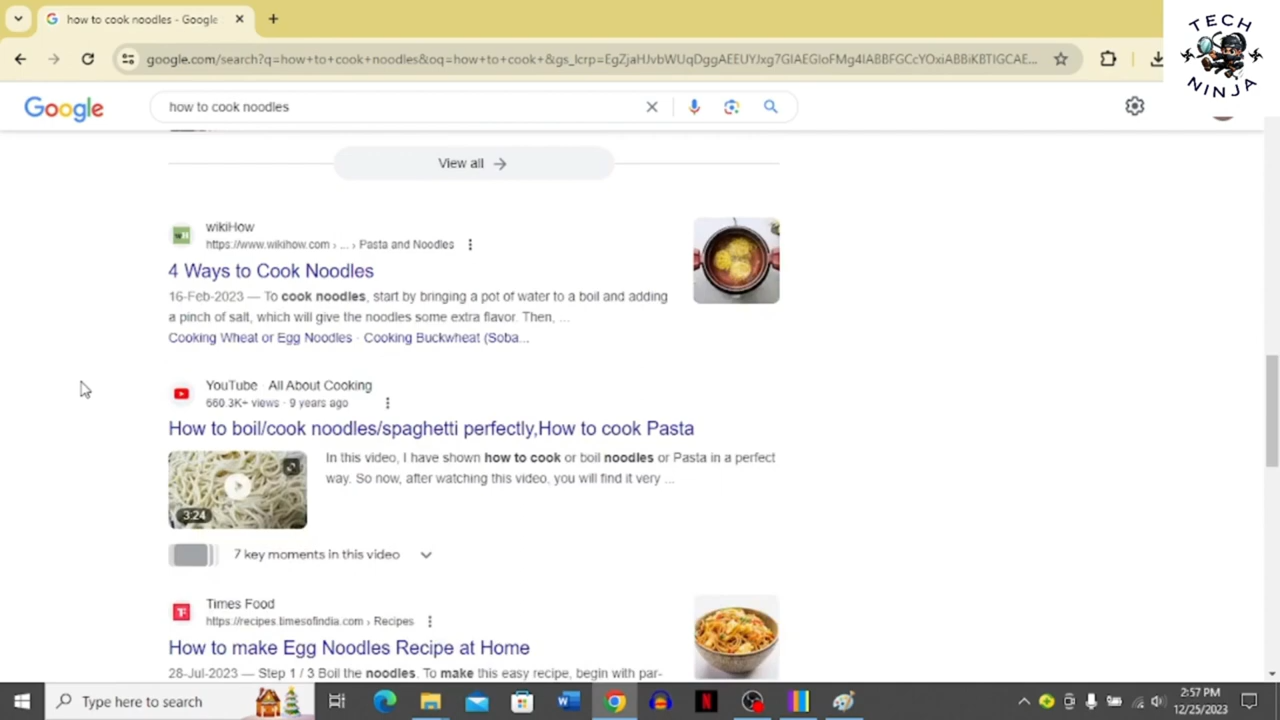 how to cook noodles - Google
google.com/search?q=how+to+cook+noodles&oq=how+to+cook+&gs_lcrp=EgZjaHJvbWUqDggAEEUYJxg7GIAEGIoFMg4IABBFGCcYOxiABBiKBTIGCAE...
TECH
NINJA
Google
how to cook noodles
View all
wikiHow
https://www.wikihow.com › ... › Pasta and Noodles
4 Ways to Cook Noodles
16-Feb-2023 — To cook noodles, start by bringing a pot of water to a boil and adding
a pinch of salt, which will give the noodles some extra flavor. Then, ...
Cooking Wheat or Egg Noodles · Cooking Buckwheat (Soba...
YouTube · All About Cooking
660.3K+ views · 9 years ago
How to boil/cook noodles/spaghetti perfectly,How to cook Pasta
In this video, I have shown how to cook or boil noodles or Pasta in a perfect
way. So now, after watching this video, you will find it very ...
3:24
7 key moments in this video
Times Food
https://recipes.timesofindia.com › Recipes
How to make Egg Noodles Recipe at Home
28-Jul-2023 — Step 1 / 3 Boil the noodles. To make this easy recipe, begin with par-
Type here to search
2:57 PM
12/25/2023